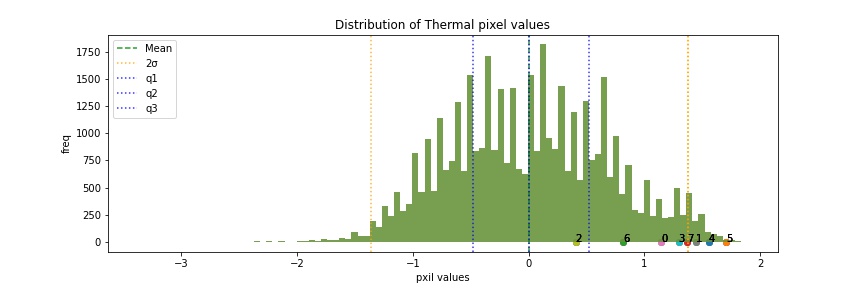 Distribution of Thermal pixel values
Mean
2σ
q1
q2
q3
freq
1750
1500
1250
1000
750
500
250
0
2 6 0 3 7 1 4 5
−3 −2 −1 0 1 2
pxil values